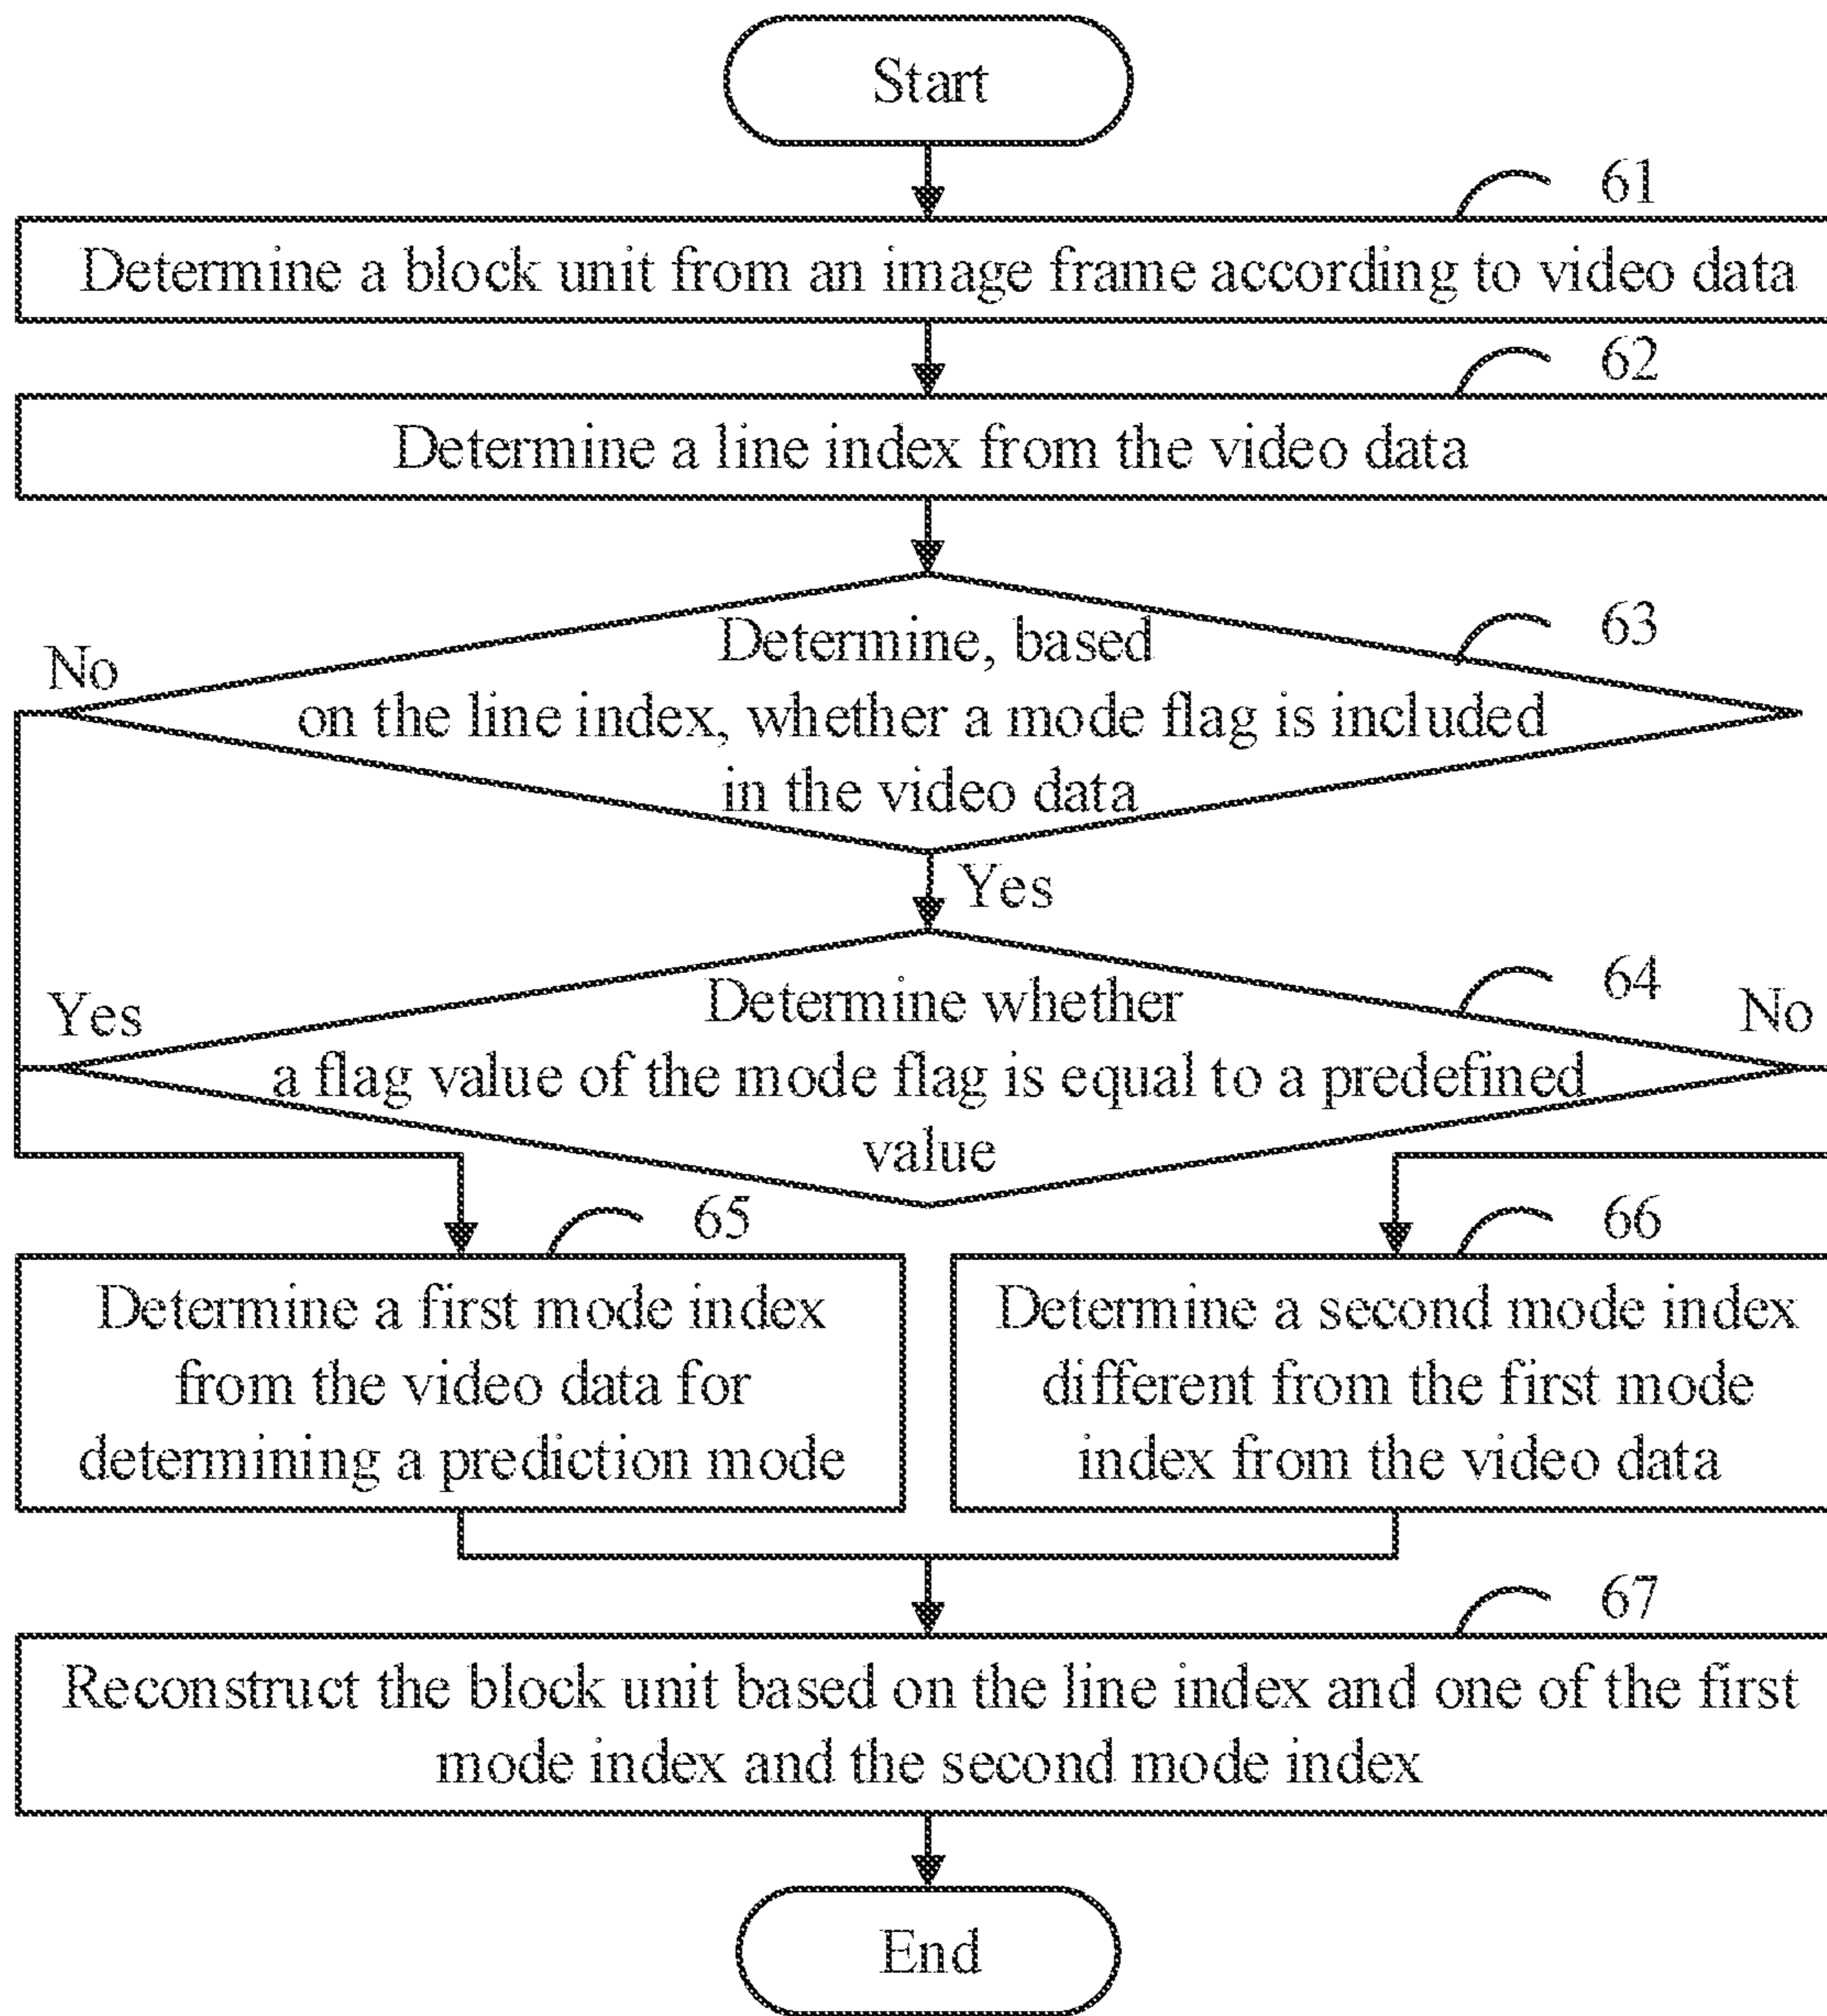 Start
61
Determine a block unit from an image frame according to video data
62
Determine a line index from the video data
63
Determine, based
No
on the line index, whether a mode flag is included
in the video data
Yes
64
Determine whether
Yes
No
a flag value of the mode flag is equal to a predefined
value
65
66
Determine a first mode index
from the video data for
determining a prediction mode
Determine a second mode index
different from the first mode
index from the video data
67
Reconstruct the block unit based on the line index and one of the first
mode index and the second mode index
End